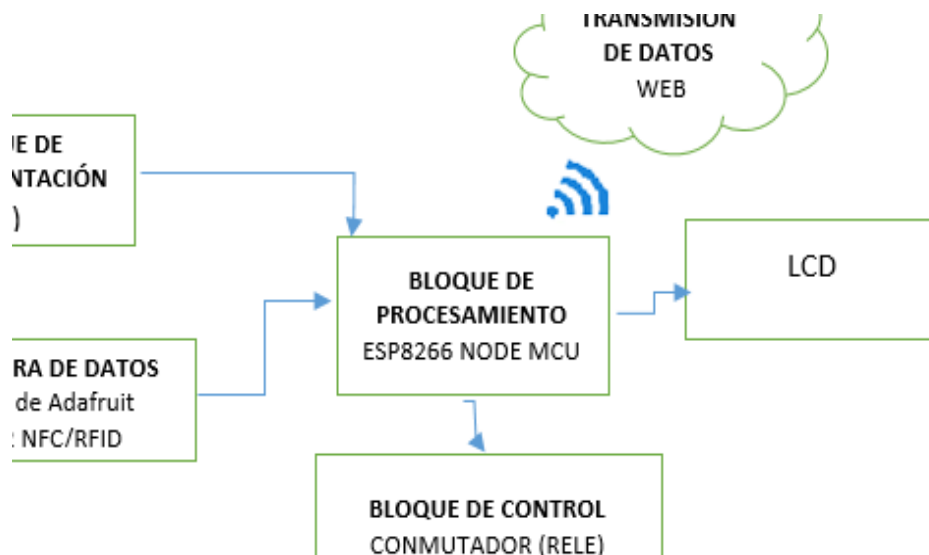 TRANSMISIÓN
DE DATOS
WEB
UE DE
NTACIÓN
)
BLOQUE DE
PROCESAMIENTO
ESP8266 NODE MCU
LCD
RA DE DATOS
de Adafruit
R NFC/RFID
BLOQUE DE CONTROL
CONMUTADOR (RELE)